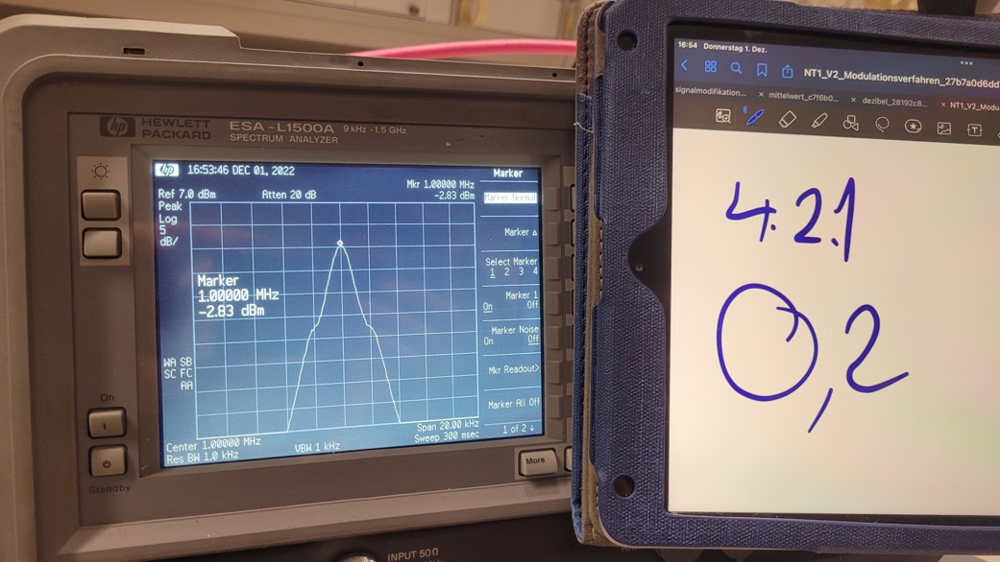 hp HEWLETT PACKARD
ESA-L1500A 9 kHz - 1.5 GHz
SPECTRUM ANALYZER
hp 16:53:46 DEC 01, 2022
Ref 7.0 dBm Atten 20 dB
Mkr 1.00000 MHz
-2.83 dBm
Peak
Log
5
dB/
Marker
1.00000 MHz
-2.83 dBm
WA SB
SC FC
AA
Center 1.00000 MHz
Res BW 1.0 kHz
VBW 1 kHz
Span 20.00 kHz
Sweep 300 msec
Marker
Marker Normal
Marker Δ
Select Marker
1 2 3 4
Marker 1
On Off
Marker Noise
On Off
Mkr Readout>
Marker All Off
1 of 2 ↓
On
Standby
More
INPUT 50Ω
16:54 Donnerstag 1. Dez.
NT1_V2_Modulationsverfahren_27b7a0d6dd
signalmodifikation... × mittelwert_c7f6b0... × dezibel_28192c8... × NT1_V2_Modu
4.2.1
0,2